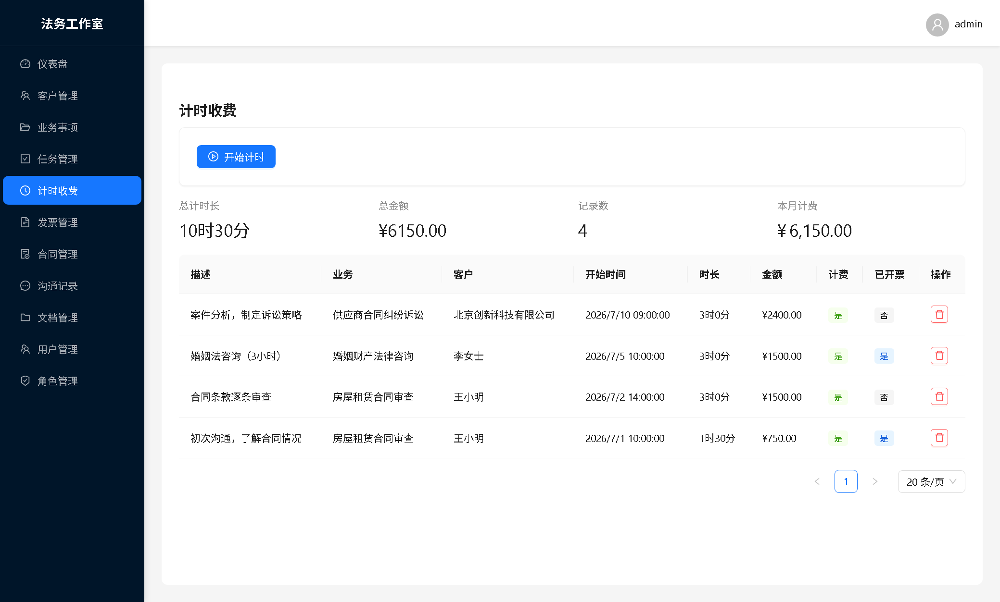 法务工作室
admin
仪表盘
客户管理
业务事项
任务管理
计时收费
发票管理
合同管理
沟通记录
文档管理
用户管理
角色管理
计时收费
开始计时
总计时长 总金额 记录数 本月计费
10时30分 ¥6150.00 4 ¥ 6,150.00
描述 业务 客户 开始时间 时长 金额 计费 已开票 操作
案件分析，制定诉讼策略 供应商合同纠纷诉讼 北京创新科技有限公司 2026/7/10 09:00:00 3时0分 ¥2400.00 是 否
婚姻法咨询（3小时） 婚姻财产法律咨询 李女士 2026/7/5 10:00:00 3时0分 ¥1500.00 是 是
合同条款逐条审查 房屋租赁合同审查 王小明 2026/7/2 14:00:00 3时0分 ¥1500.00 是 否
初次沟通，了解合同情况 房屋租赁合同审查 王小明 2026/7/1 10:00:00 1时30分 ¥750.00 是 是
1 20 条/页